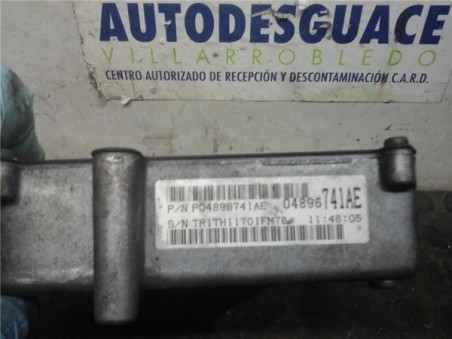 AUTODESGUACE
VILLARROBLEDO
CENTRO AUTORIZADO DE RECEPCIÓN Y DESCONTAMINACIÓN C.A.R.D.
P/N P04896741AE 04896741AE
S/N TR1TH11701FM76 11:48:05